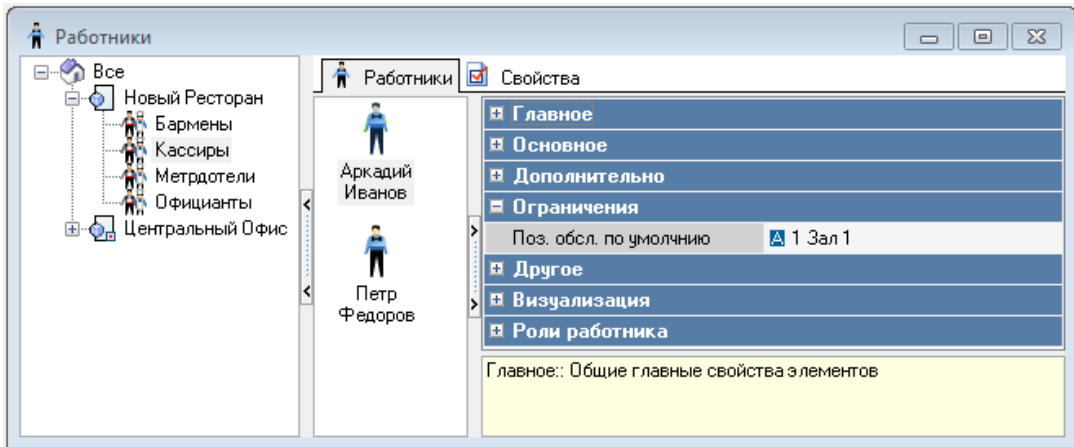 Работники
Все
Новый Ресторан
Бармены
Кассиры
Метрдотели
Официанты
Центральный Офис
Работники
Свойства
Аркадий
Иванов
Петр
Федоров
Главное
Основное
Дополнительно
Ограничения
Поз. обсл. по умолчнию
A 1 Зал 1
Другое
Визуализация
Роли работника
Главное:: Общие главные свойства элементов